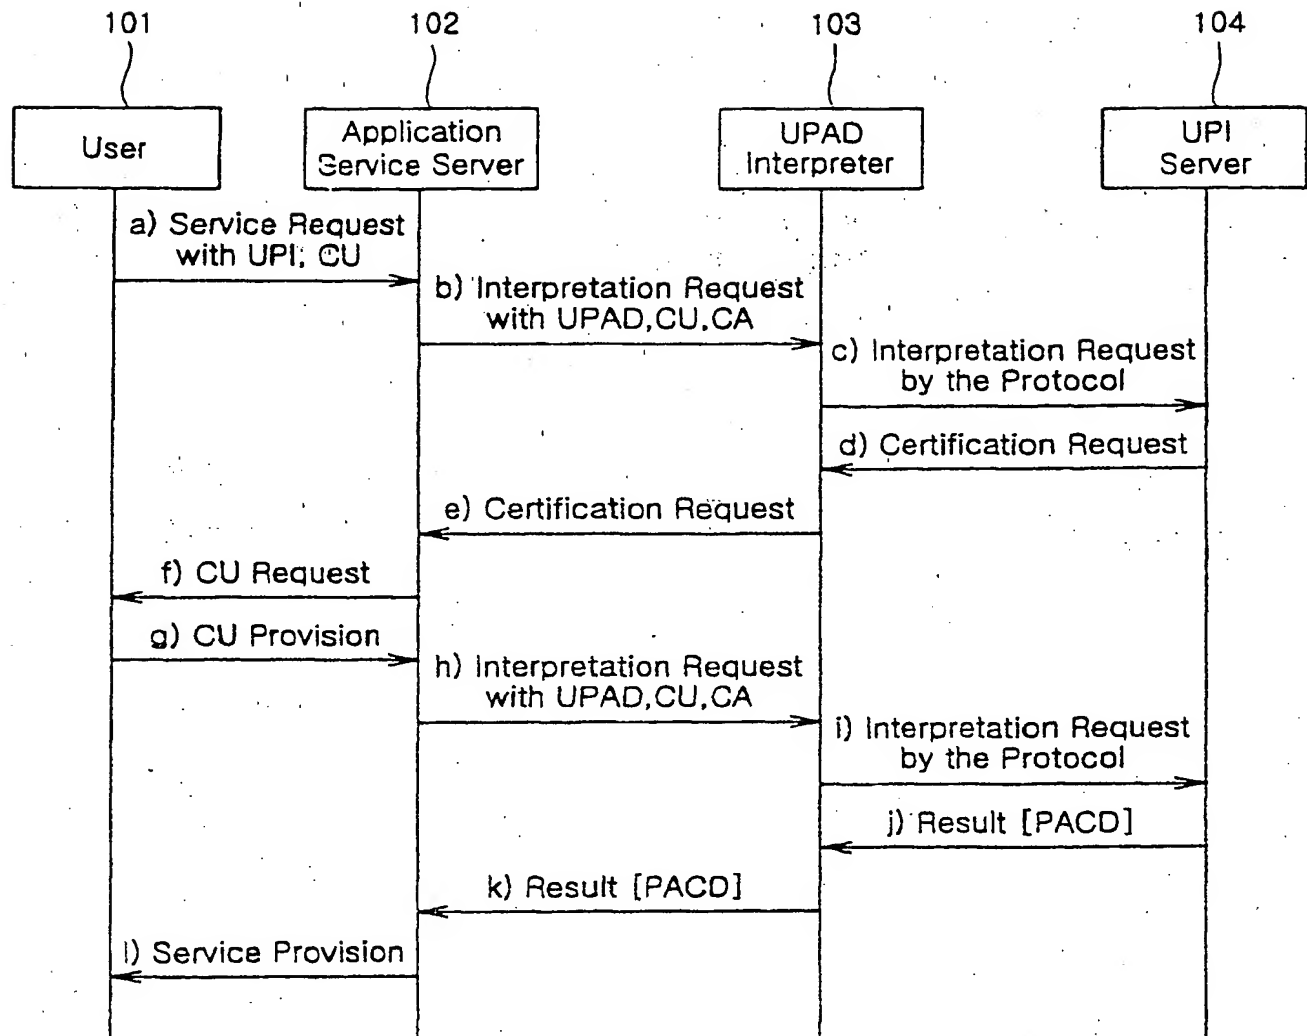 101
102
103
104
User
Application
Service Server
UPAD
Interpreter
UPI
Server
a) Service Request
with UPI, CU
b) Interpretation Request
with UPAD,CU,CA
c) Interpretation Request
by the Protocol
d) Certification Request
e) Certification Request
f) CU Request
g) CU Provision
h) Interpretation Request
with UPAD,CU,CA
i) Interpretation Request
by the Protocol
j) Result [PACD]
k) Result [PACD]
l) Service Provision